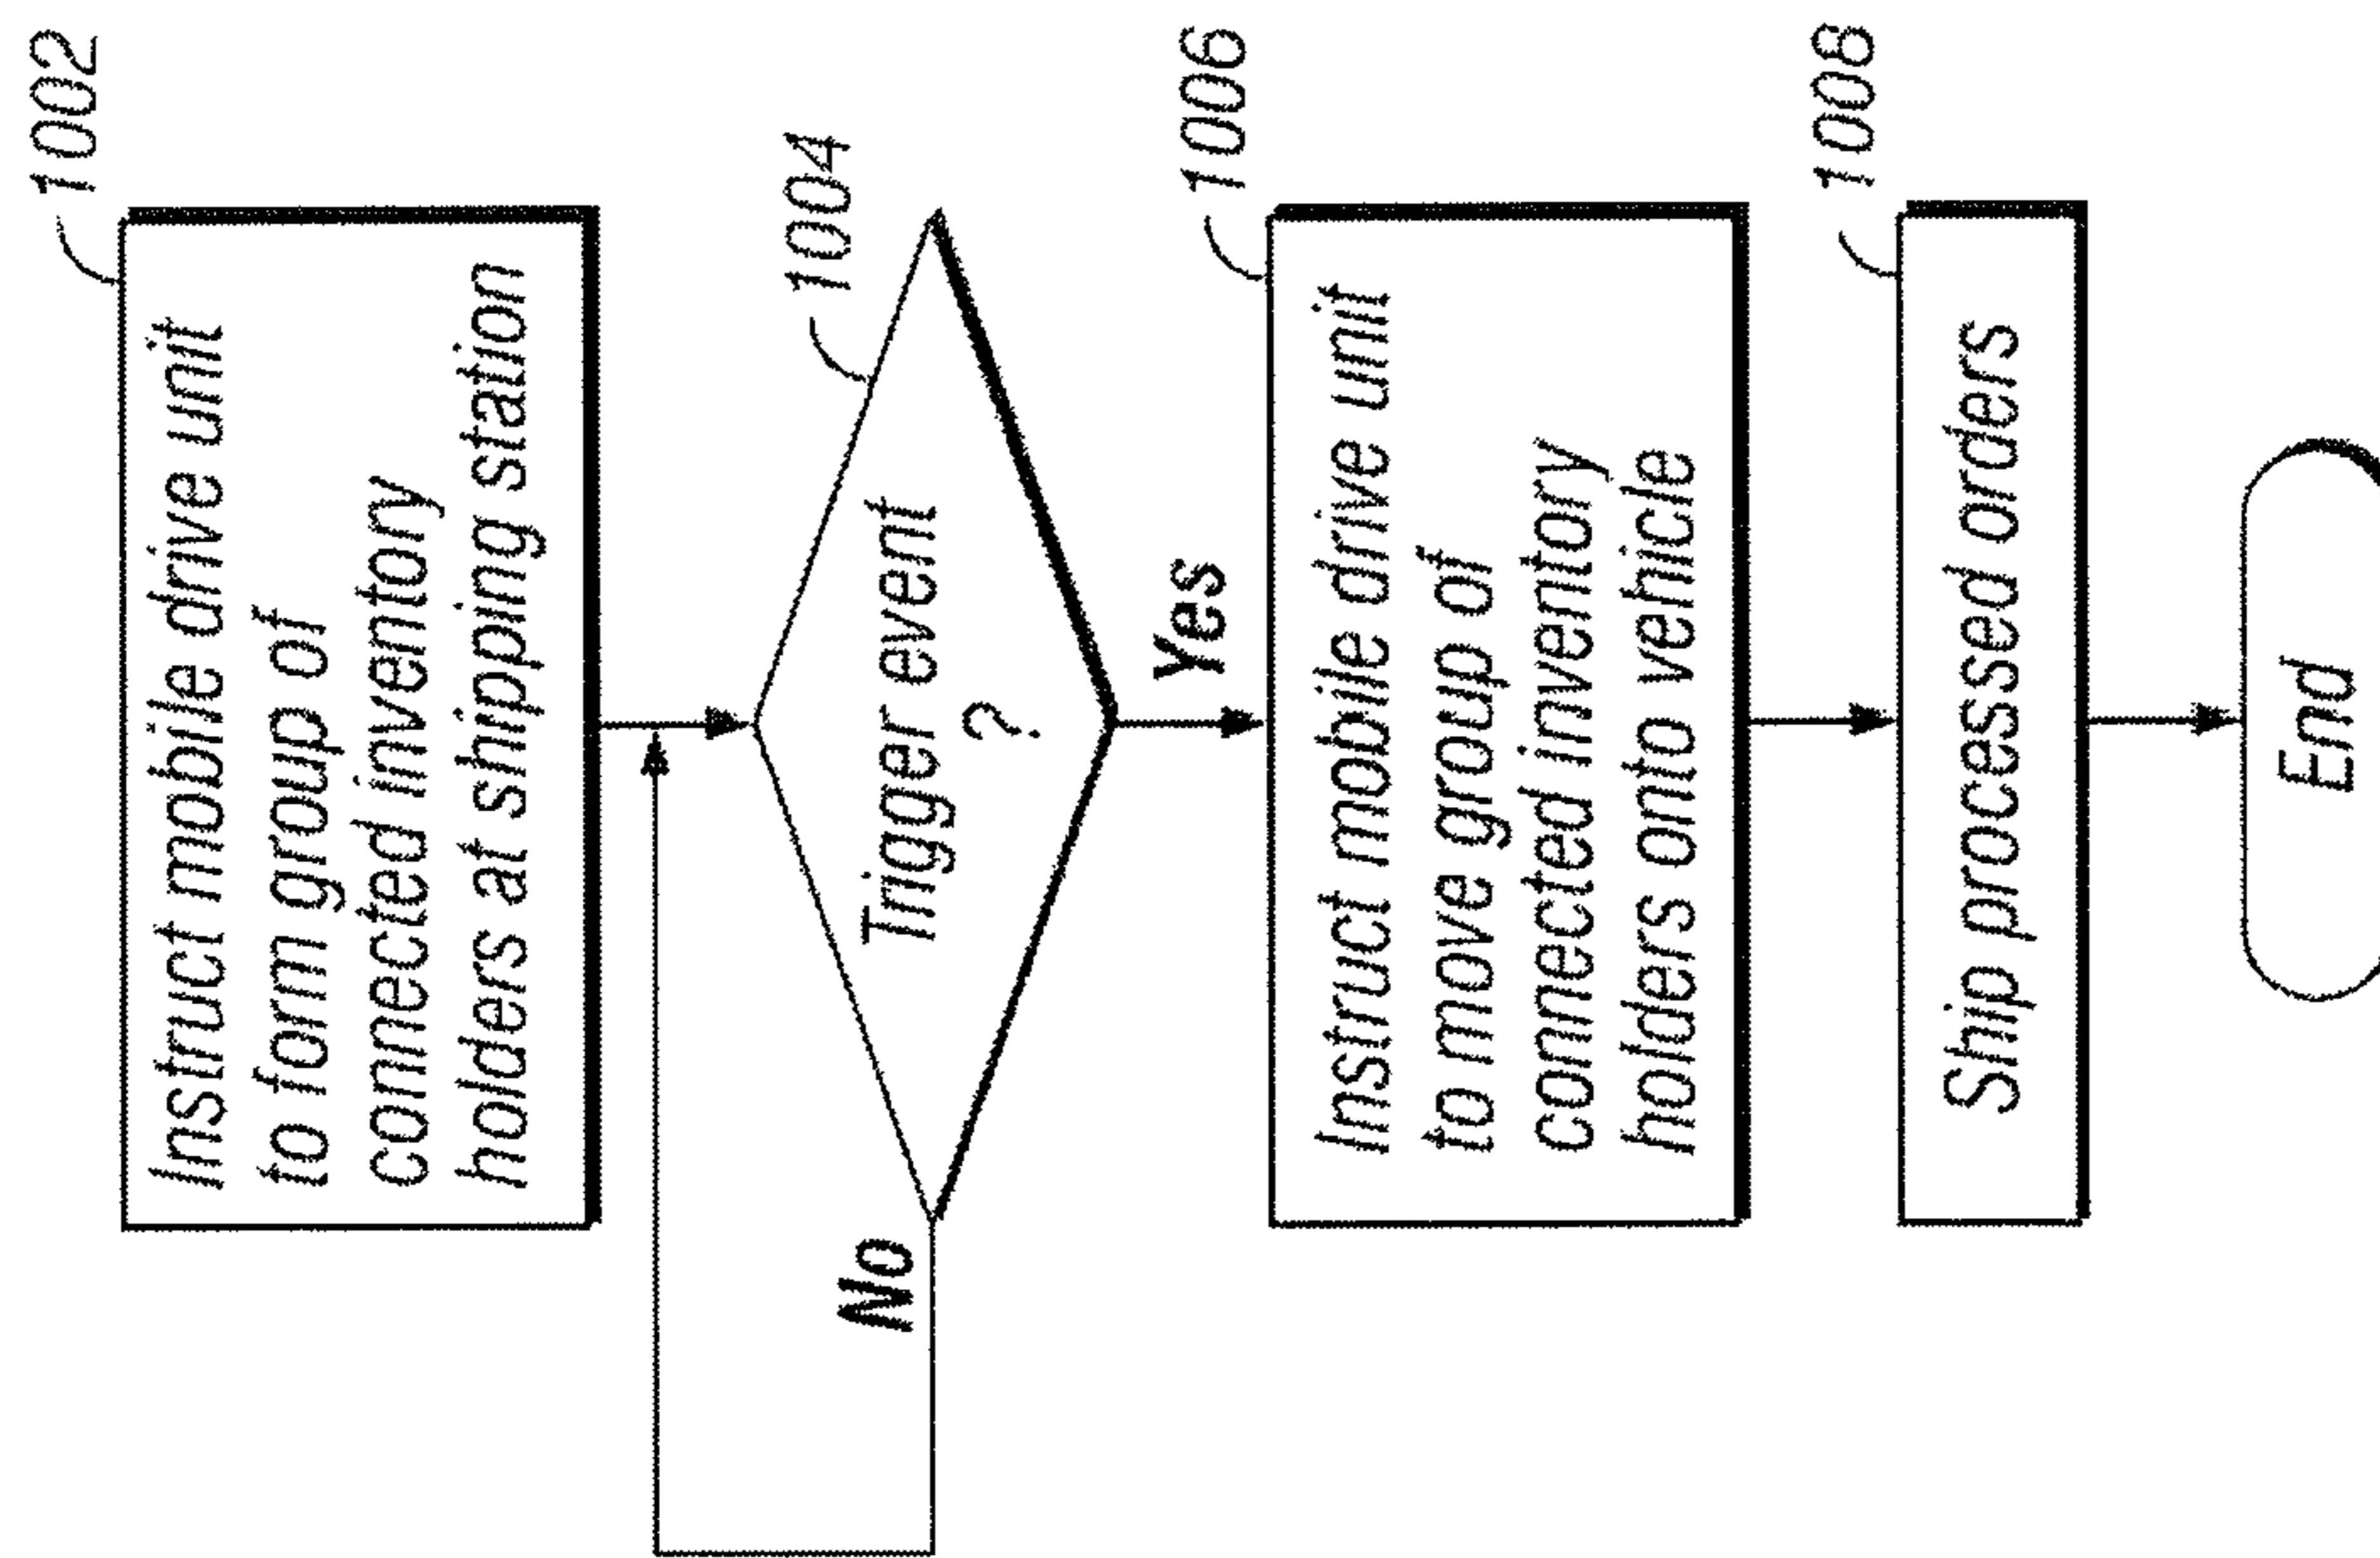 1002
Instruct mobile drive unit
to form group of
connected inventory
holders at shipping station
1004
Trigger event
?
No
Yes
1006
Instruct mobile drive unit
to move group of
connected inventory
holders onto vehicle
1008
Ship processed orders
End